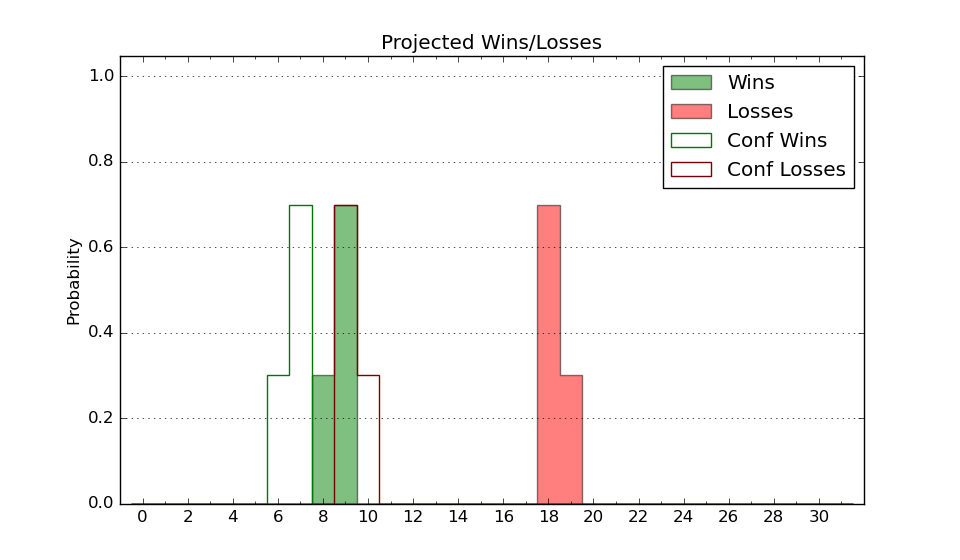 Projected Wins/Losses
1.0
0.8
0.6
0.4
0.2
0.0
Probability
Wins
Losses
Conf Wins
Conf Losses
0 2 4 6 8 10 12 14 16 18 20 22 24 26 28 30